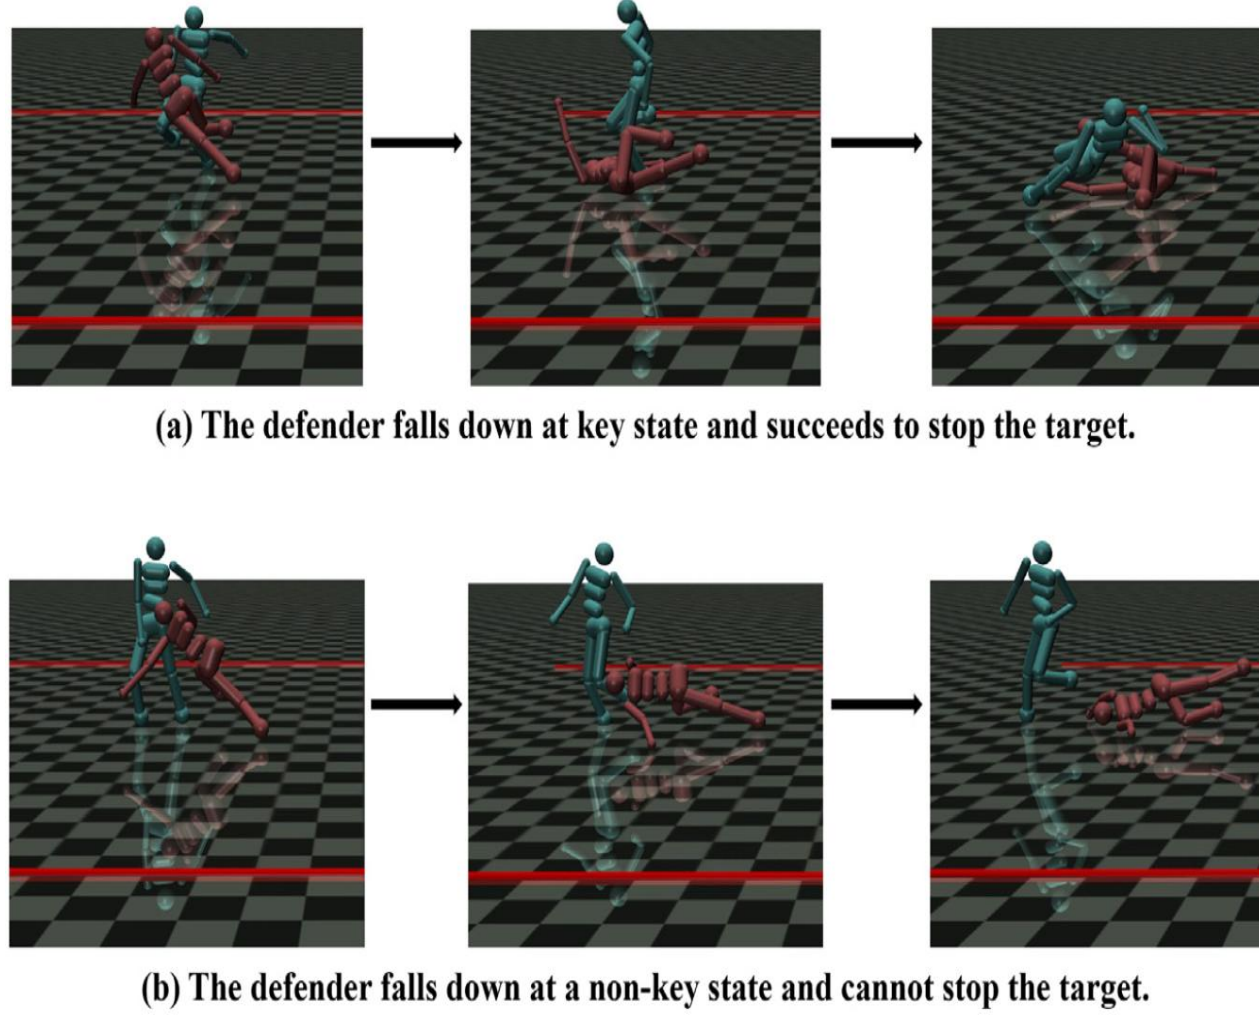 (a) The defender falls down at key state and succeeds to stop the target.
(b) The defender falls down at a non-key state and cannot stop the target.